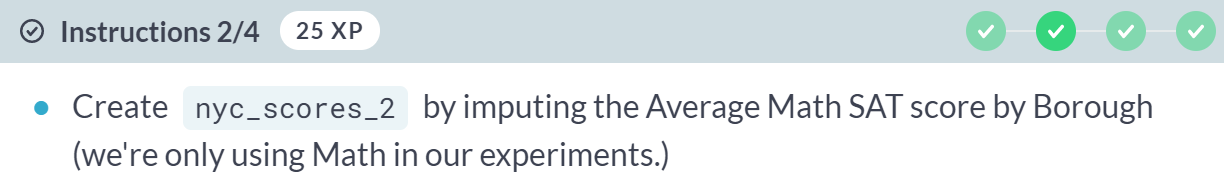 Instructions 2/4 25 XP
Create nyc_scores_2 by imputing the Average Math SAT score by Borough
(we're only using Math in our experiments.)